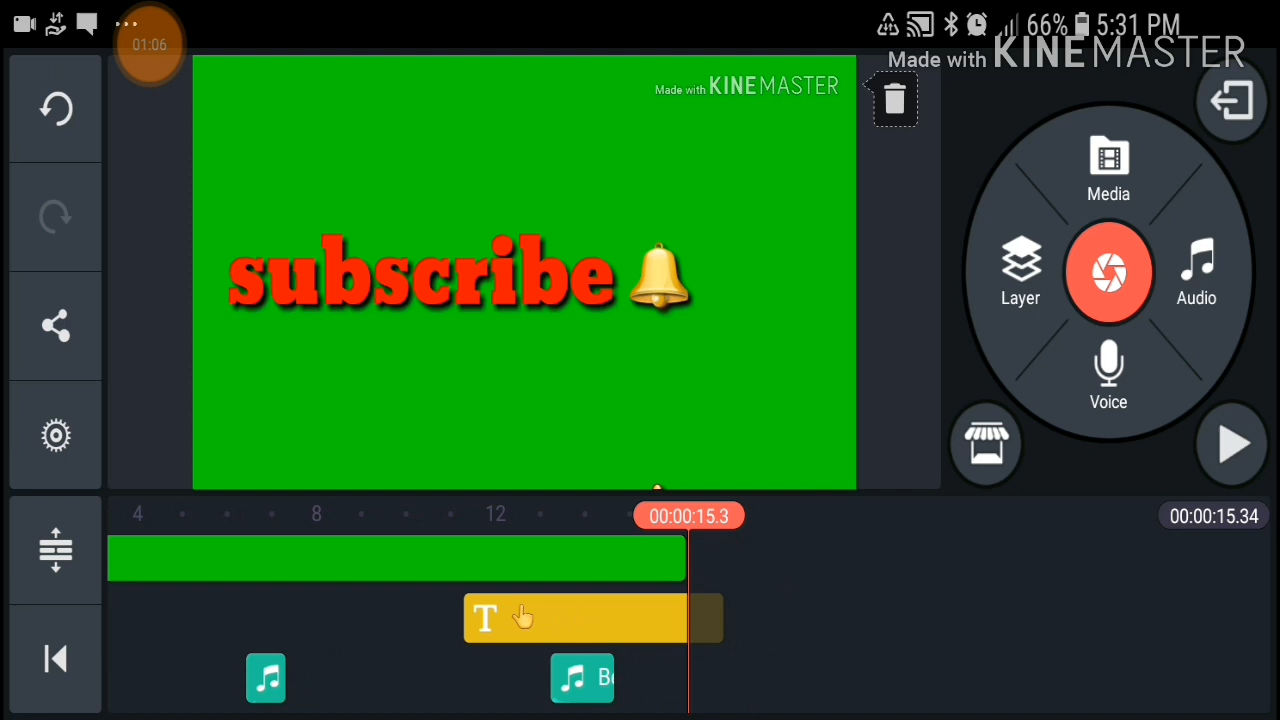 66% 5:31 PM
01:06
Made with KINEMASTER
Made with KINEMASTER
subscribe
Media
Layer
Audio
Voice
4
8
12
00:00:15.3
00:00:15.34
T